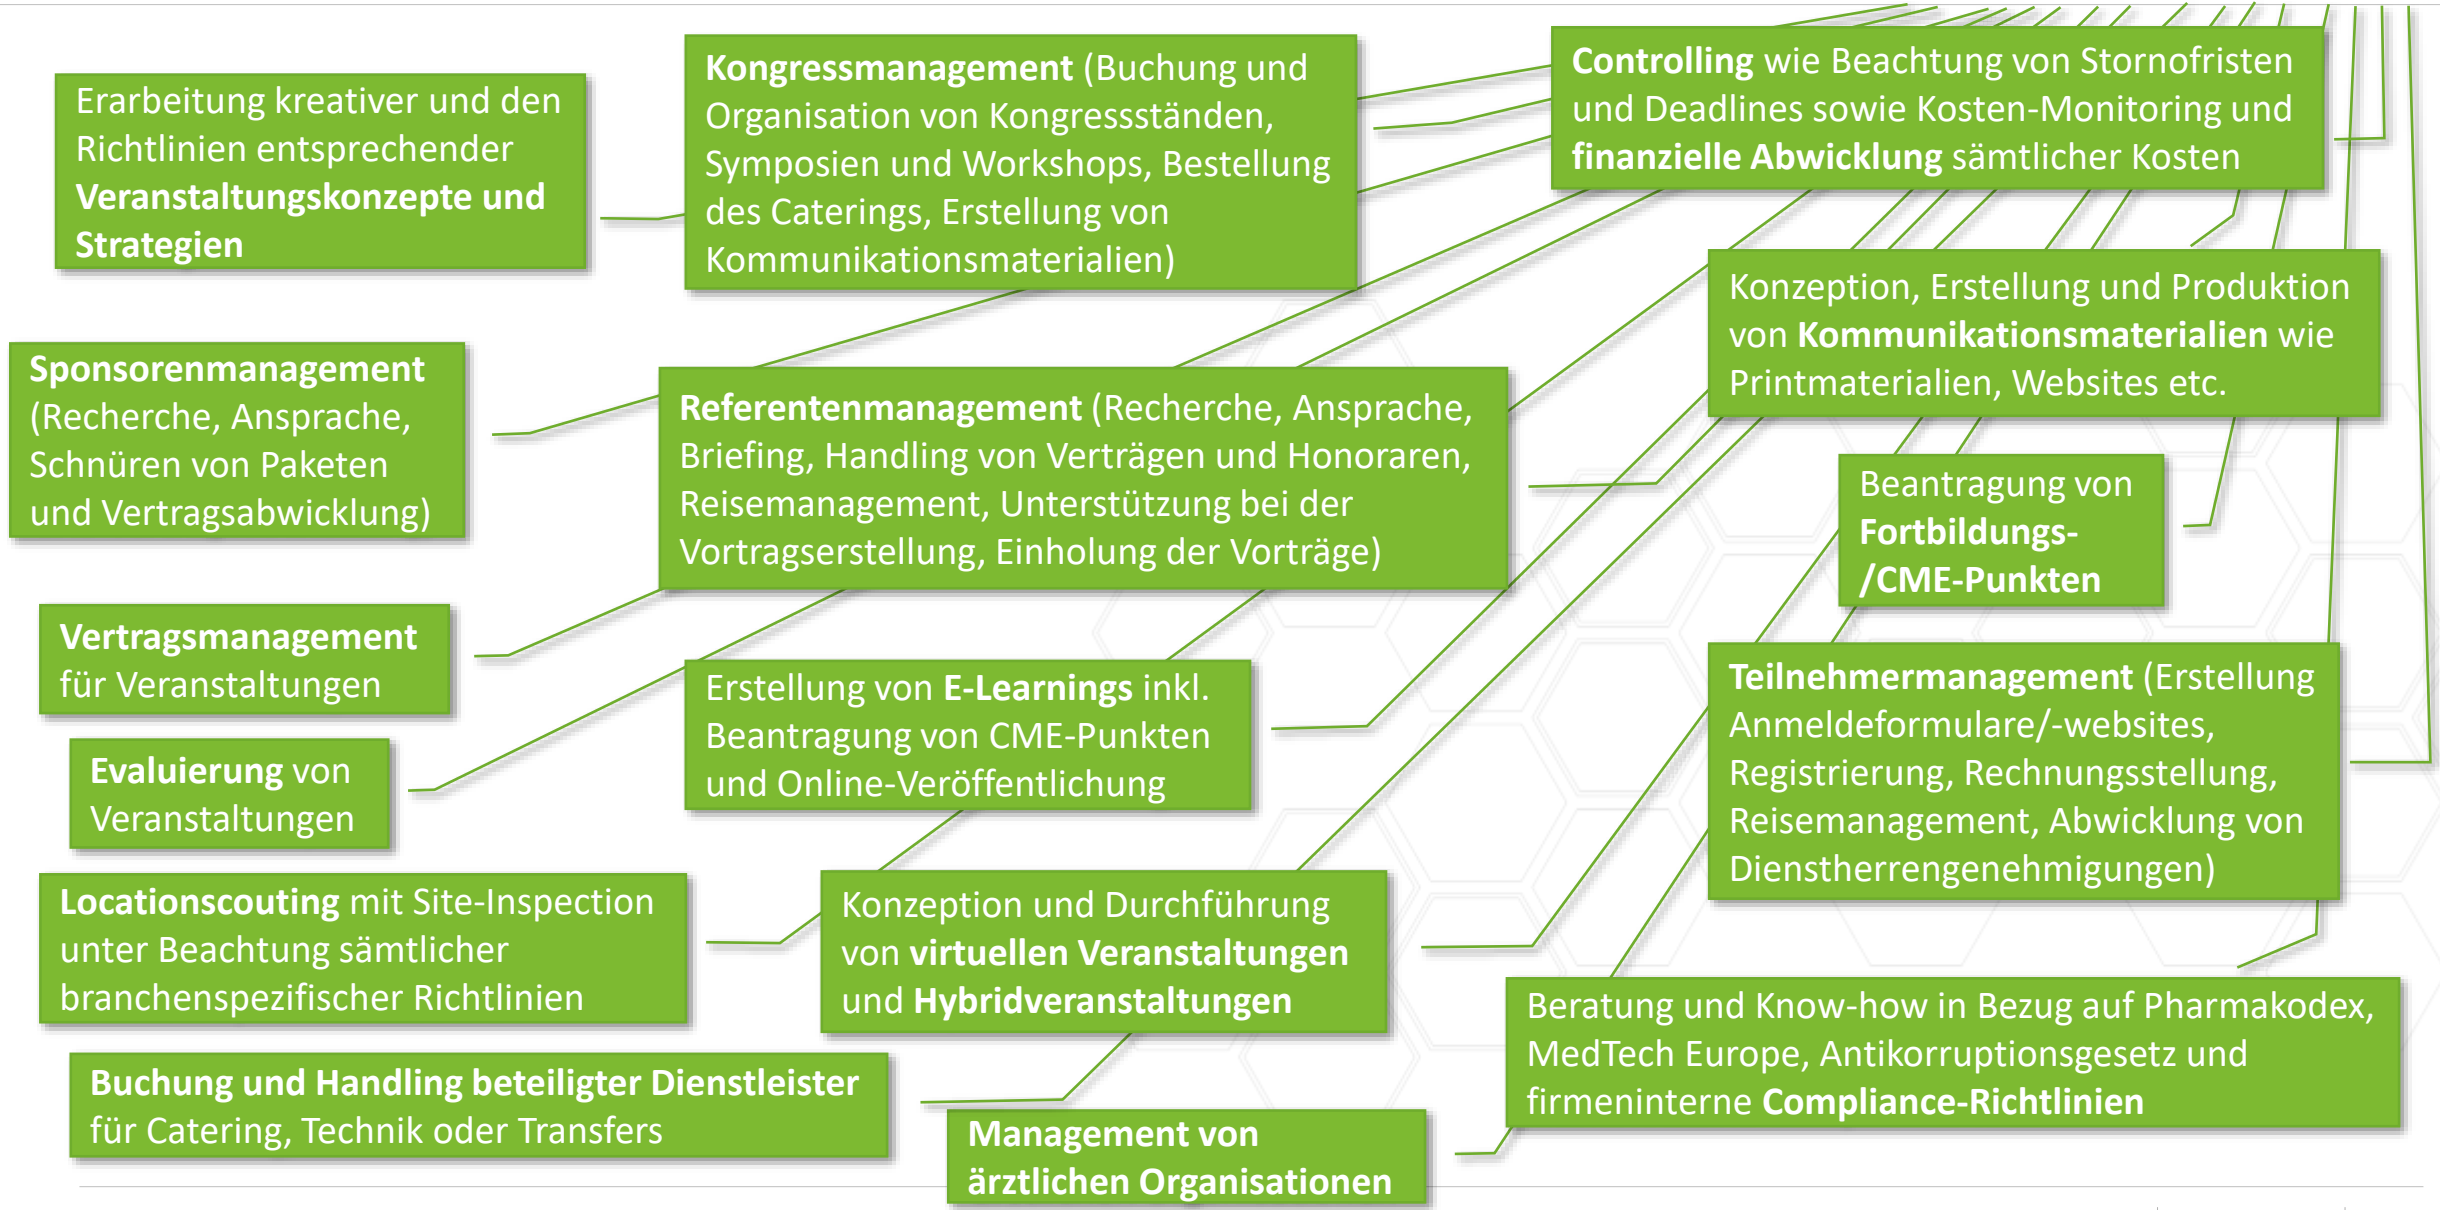 Erarbeitung kreativer und den
Richtlinien entsprechender
Veranstaltungskonzepte und
Strategien
Kongressmanagement (Buchung und
Organisation von Kongressständen,
Symposien und Workshops, Bestellung
des Caterings, Erstellung von
Kommunikationsmaterialien)
Controlling wie Beachtung von Stornofristen
und Deadlines sowie Kosten-Monitoring und
finanzielle Abwicklung sämtlicher Kosten
Konzeption, Erstellung und Produktion
von Kommunikationsmaterialien wie
Printmaterialien, Websites etc.
Sponsorenmanagement
(Recherche, Ansprache,
Schnüren von Paketen
und Vertragsabwicklung)
Referentenmanagement (Recherche, Ansprache,
Briefing, Handling von Verträgen und Honoraren,
Reisemanagement, Unterstützung bei der
Vortragserstellung, Einholung der Vorträge)
Beantragung von
Fortbildungs-
/CME-Punkten
Vertragsmanagement
für Veranstaltungen
Erstellung von E-Learnings inkl.
Beantragung von CME-Punkten
und Online-Veröffentlichung
Teilnehmermanagement (Erstellung
Anmeldeformulare/-websites,
Registrierung, Rechnungsstellung,
Reisemanagement, Abwicklung von
Dienstherrengenehmigungen)
Evaluierung von
Veranstaltungen
Locationscouting mit Site-Inspection
unter Beachtung sämtlicher
branchenspezifischer Richtlinien
Konzeption und Durchführung
von virtuellen Veranstaltungen
und Hybridveranstaltungen
Beratung und Know-how in Bezug auf Pharmakodex,
MedTech Europe, Antikorruptionsgesetz und
firmeninterne Compliance-Richtlinien
Buchung und Handling beteiligter Dienstleister
für Catering, Technik oder Transfers
Management von
ärztlichen Organisationen